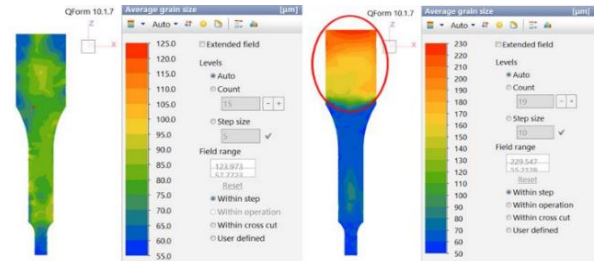 QForm 10.1.7
Z
X
Average grain size [µm]
Auto
125.0
120.0
115.0
110.0
105.0
100.0
95.0
90.0
85.0
80.0
75.0
70.0
65.0
60.0
55.0
Extended field
Levels
Auto
Count
15
- +
Step size
5
Field range
123.973
Reset
Within step
Within operation
Within cross cut
User defined
QForm 10.1.7
Z
X
Average grain size [µm]
Auto
230
220
210
200
190
180
170
160
150
140
130
120
110
100
90
80
70
60
50
Extended field
Levels
Auto
Count
19
- +
Step size
10
Field range
229.547
Reset
Within step
Within operation
Within cross cut
User defined